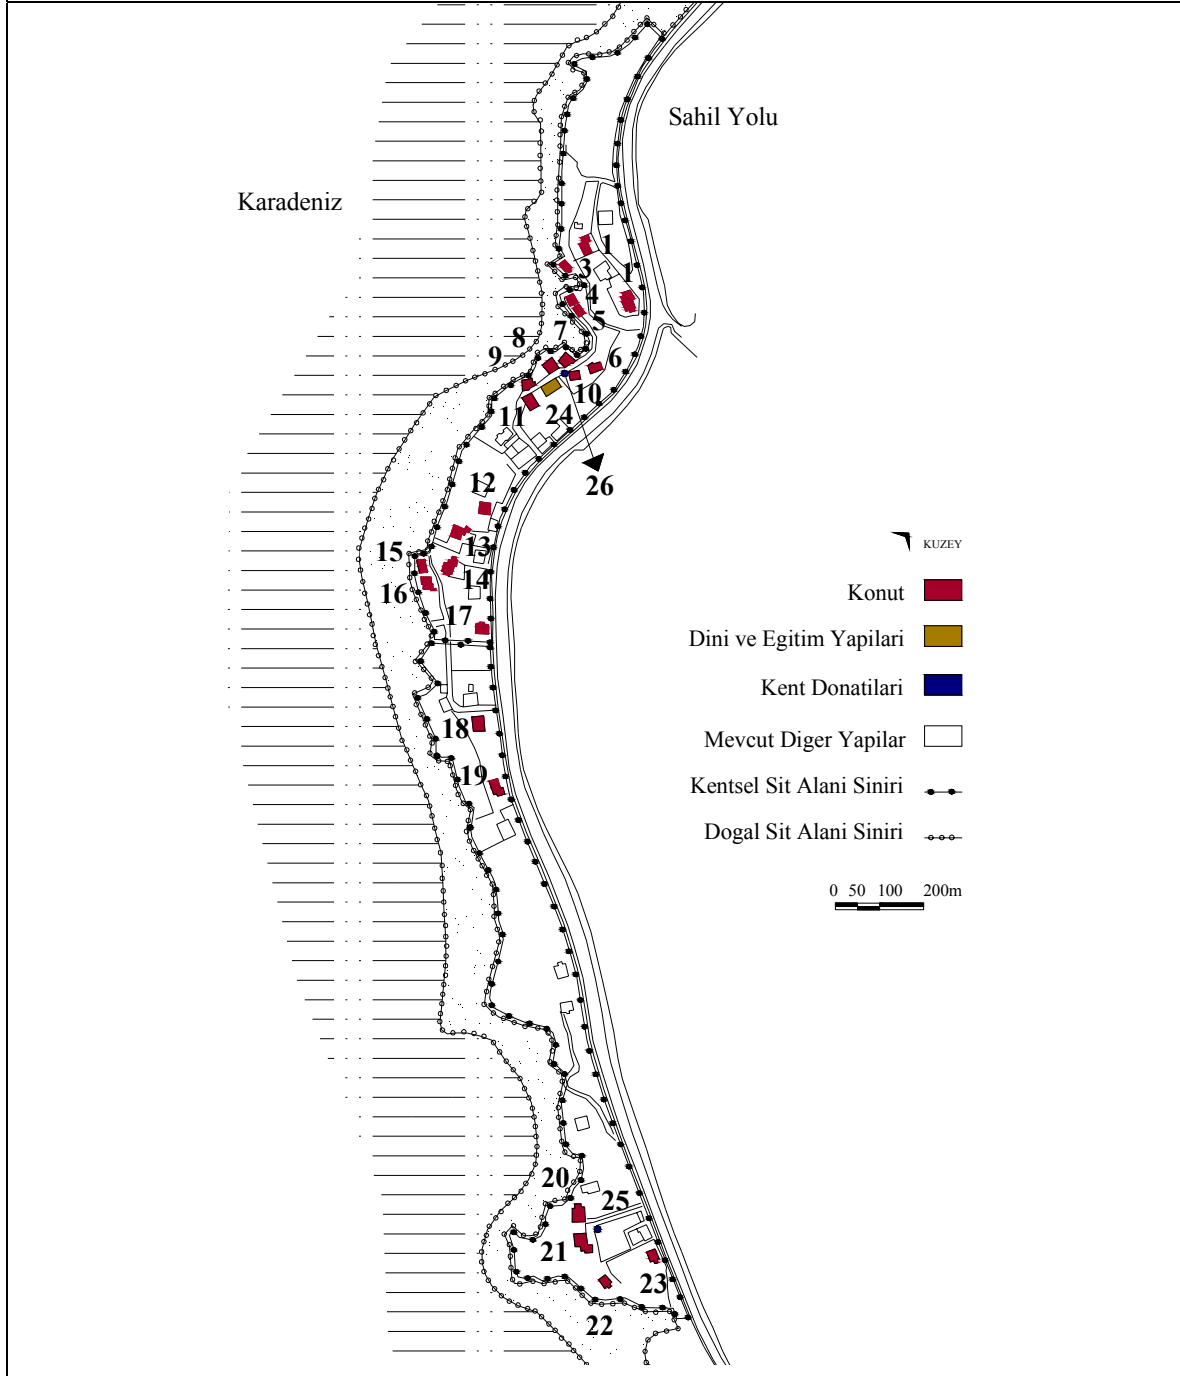 Sahil Yolu
Karadeniz
1
3
1
4
5
7
8
9
6
10
11
24
26
12
13
15
14
16
17
18
19
20
25
21
23
22
KUZEY
Konut
Dini ve Egitim Yapilari
Kent Donatilari
Mevcut Diger Yapilar
Kentsel Sit Alani Siniri
Dogal Sit Alani Siniri
0 50 100 200m